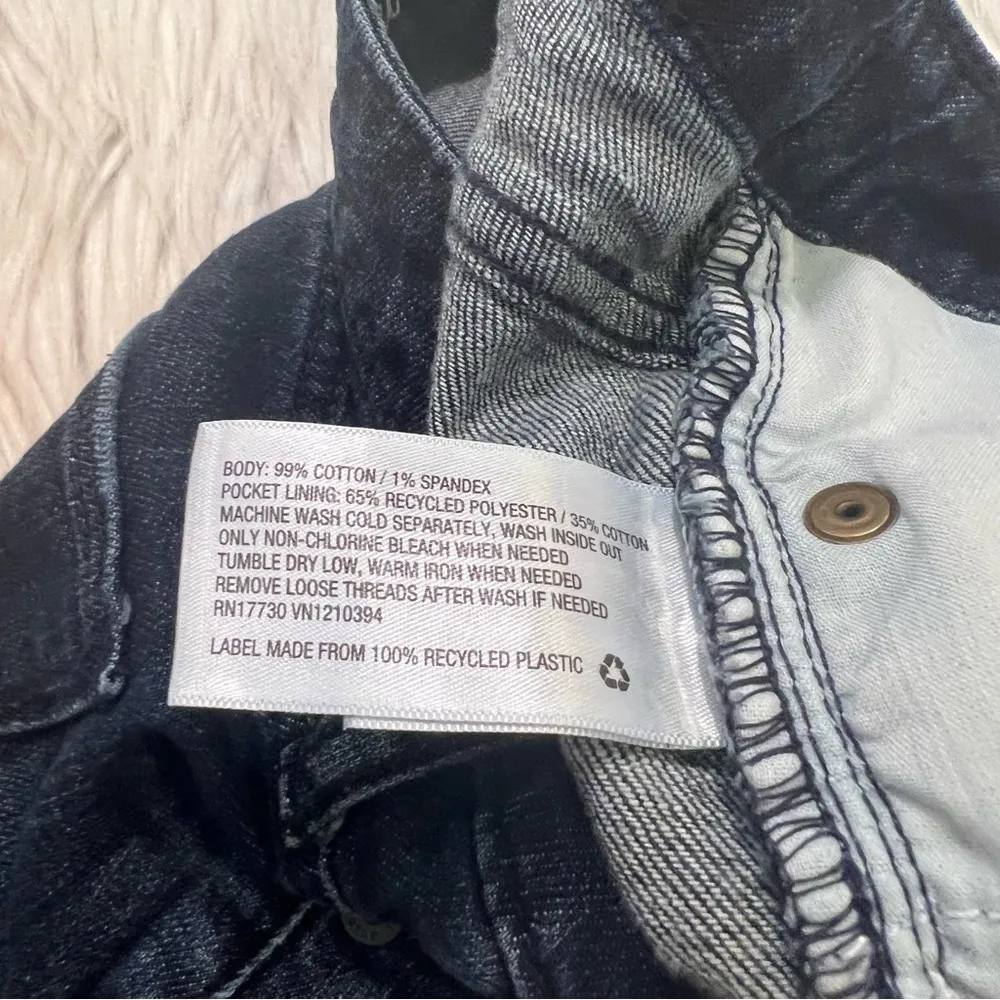 BODY: 99% COTTON / 1% SPANDEX
POCKET LINING: 65% RECYCLED POLYESTER / 35% COTTON
MACHINE WASH COLD SEPARATELY, WASH INSIDE OUT
ONLY NON-CHLORINE BLEACH WHEN NEEDED
TUMBLE DRY LOW, WARM IRON WHEN NEEDED
REMOVE LOOSE THREADS AFTER WASH IF NEEDED
RN17730 VN1210394
LABEL MADE FROM 100% RECYCLED PLASTIC